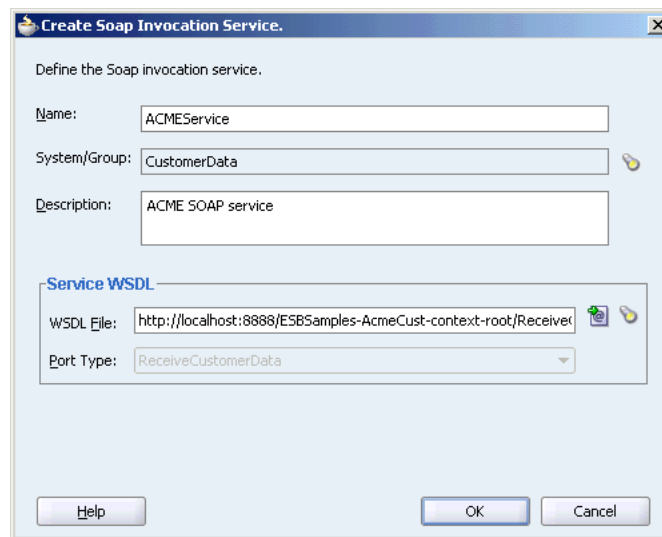 Create Soap Invocation Service.
Define the Soap invocation service.
Name: ACMEService
System/Group: CustomerData
Description: ACME SOAP service
Service WSDL
WSDL File: http://localhost:8888/ESBSamples-AcmeCust-context-root/Receive
Port Type: ReceiveCustomerData
Help OK Cancel